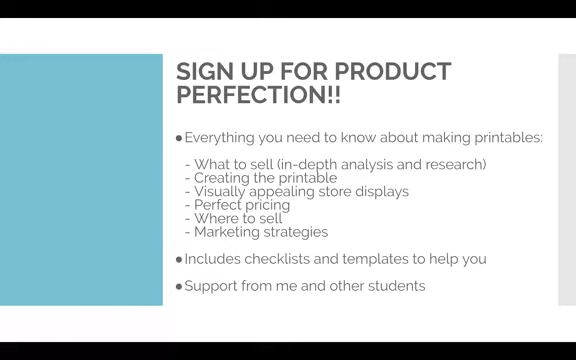 SIGN UP FOR PRODUCT
PERFECTION!!
●Everything you need to know about making printables:
- What to sell (in-depth analysis and research)
- Creating the printable
- Visually appealing store displays
- Perfect pricing
- Where to sell
- Marketing strategies
●Includes checklists and templates to help you
●Support from me and other students